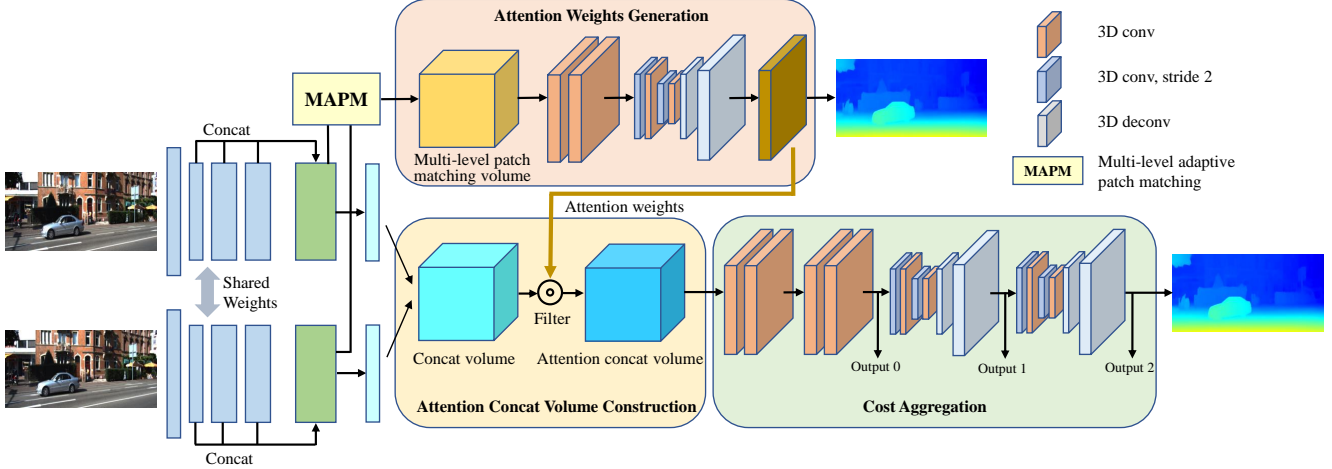 Attention Weights Generation
MAPM
Multi-level patch
matching volume
3D conv
3D conv, stride 2
3D deconv
MAPM
Multi-level adaptive
patch matching
Concat
Shared
Weights
Concat
Attention weights
Concat volume
Filter
Attention concat volume
Attention Concat Volume Construction
Output 0
Output 1
Output 2
Cost Aggregation